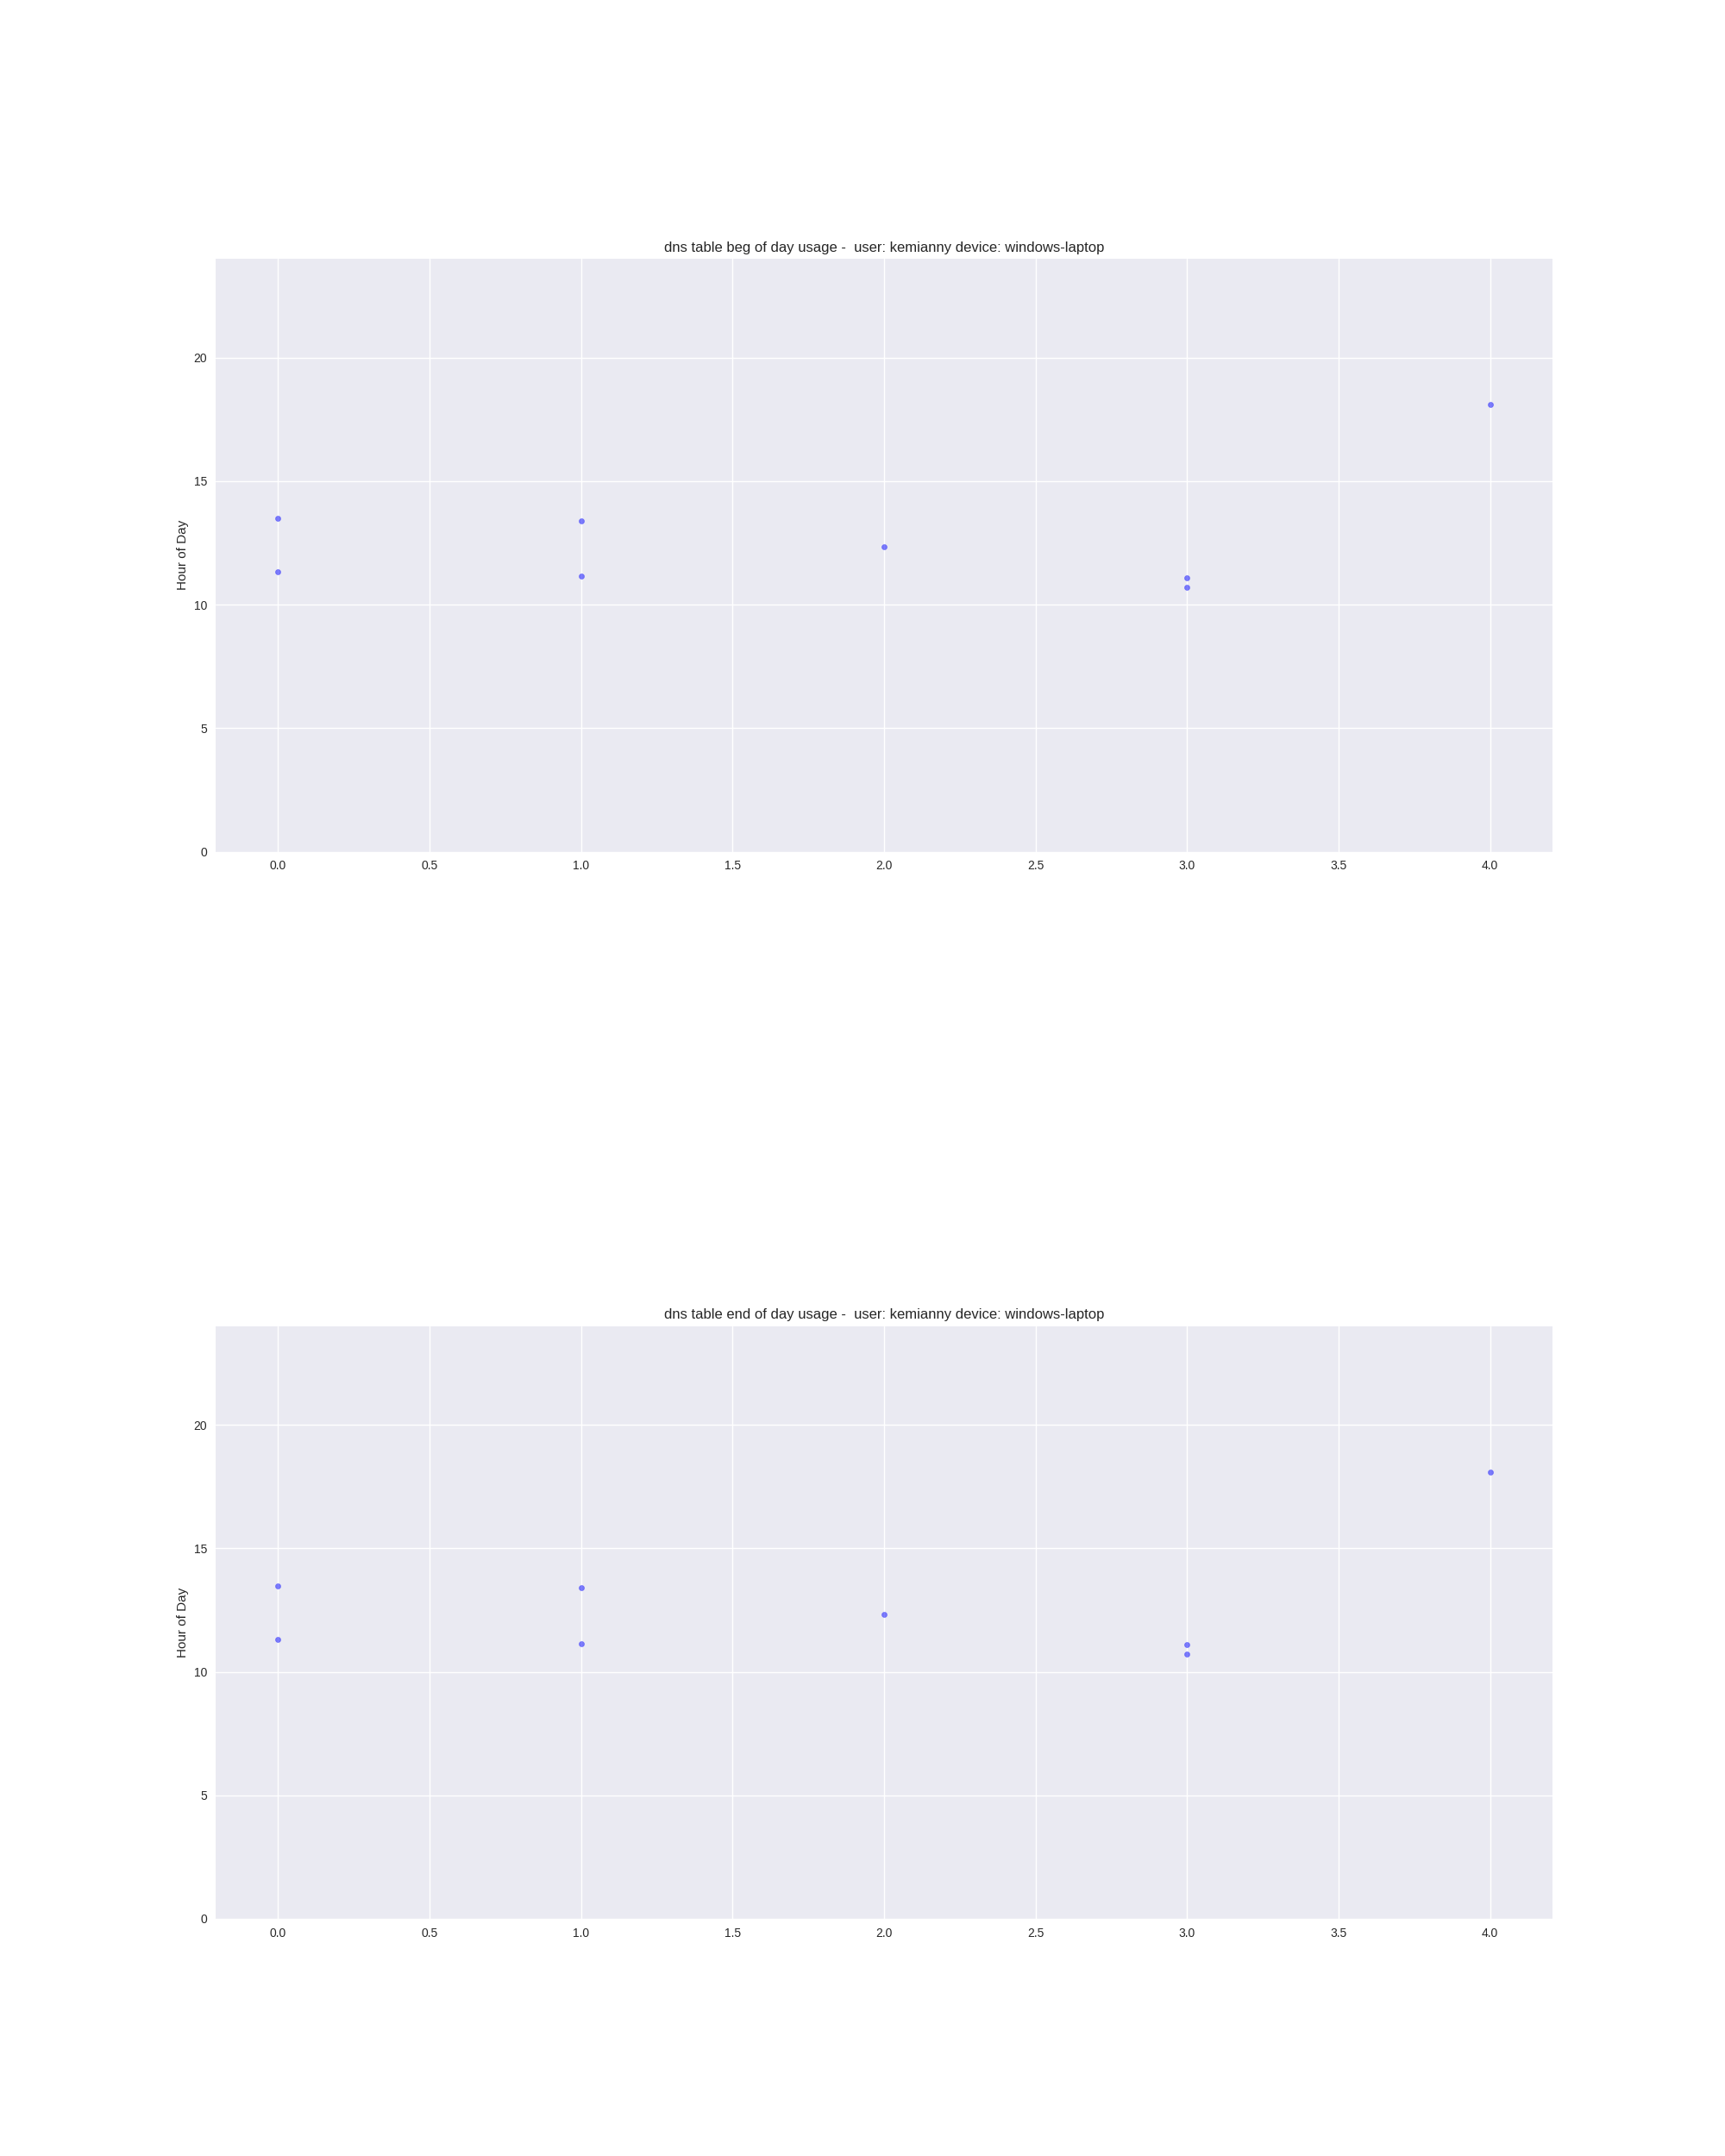 dns table beg of day usage -  user: kemianny device: windows-laptop
20
15
10
5
0
Hour of Day
0.0 0.5 1.0 1.5 2.0 2.5 3.0 3.5 4.0
dns table end of day usage -  user: kemianny device: windows-laptop
20
15
10
5
0
Hour of Day
0.0 0.5 1.0 1.5 2.0 2.5 3.0 3.5 4.0